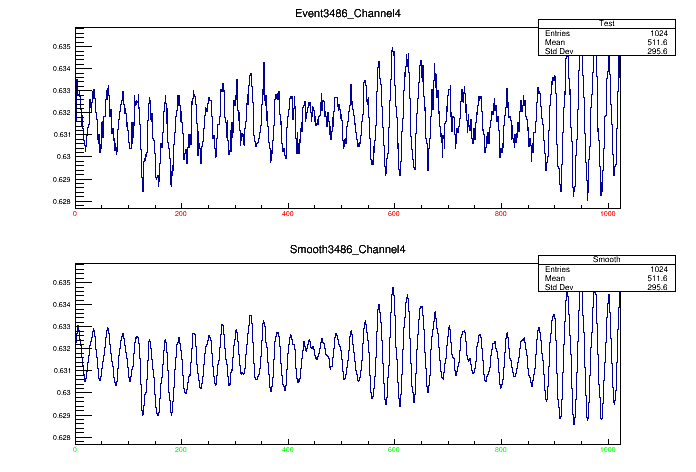 Event3486_Channel4
Test
Entries 1024
Mean 511.6
Std Dev 295.6
0.635
0.634
0.633
0.632
0.631
0.63
0.629
0.628
0 200 400 600 800 1000
Smooth3486_Channel4
Smooth
Entries 1024
Mean 511.6
Std Dev 295.6
0.635
0.634
0.633
0.632
0.631
0.63
0.629
0.628
0 200 400 600 800 1000